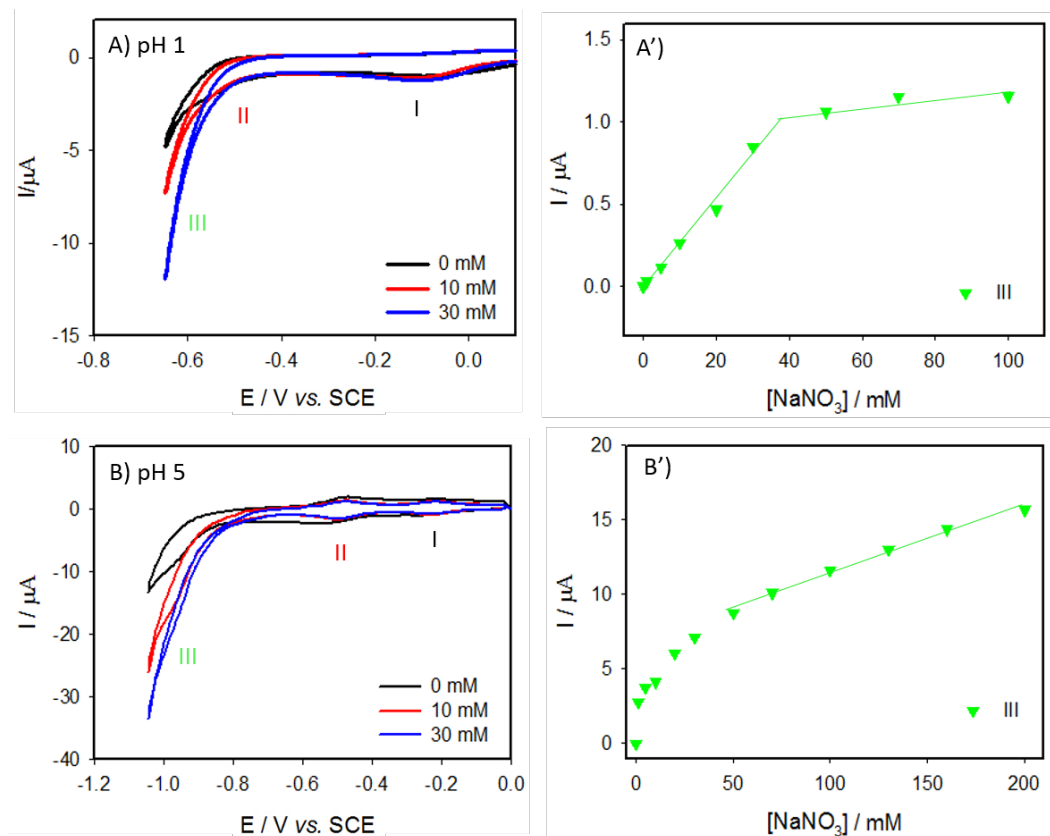 A) pH 1
I/μA
0
-5
-10
-15
I
II
III
0 mM
10 mM
30 mM
-0.8
-0.6
-0.4
-0.2
0.0
E / V vs. SCE
A')
I / μA
1.5
1.0
0.5
0.0
III
0
20
40
60
80
100
[NaNO₃] / mM
B) pH 5
I / μA
10
0
-10
-20
-30
-40
II
I
III
0 mM
10 mM
30 mM
-1.2
-1.0
-0.8
-0.6
-0.4
-0.2
0.0
E / V vs. SCE
B')
I / μA
20
15
10
5
0
III
0
50
100
150
200
[NaNO₃] / mM